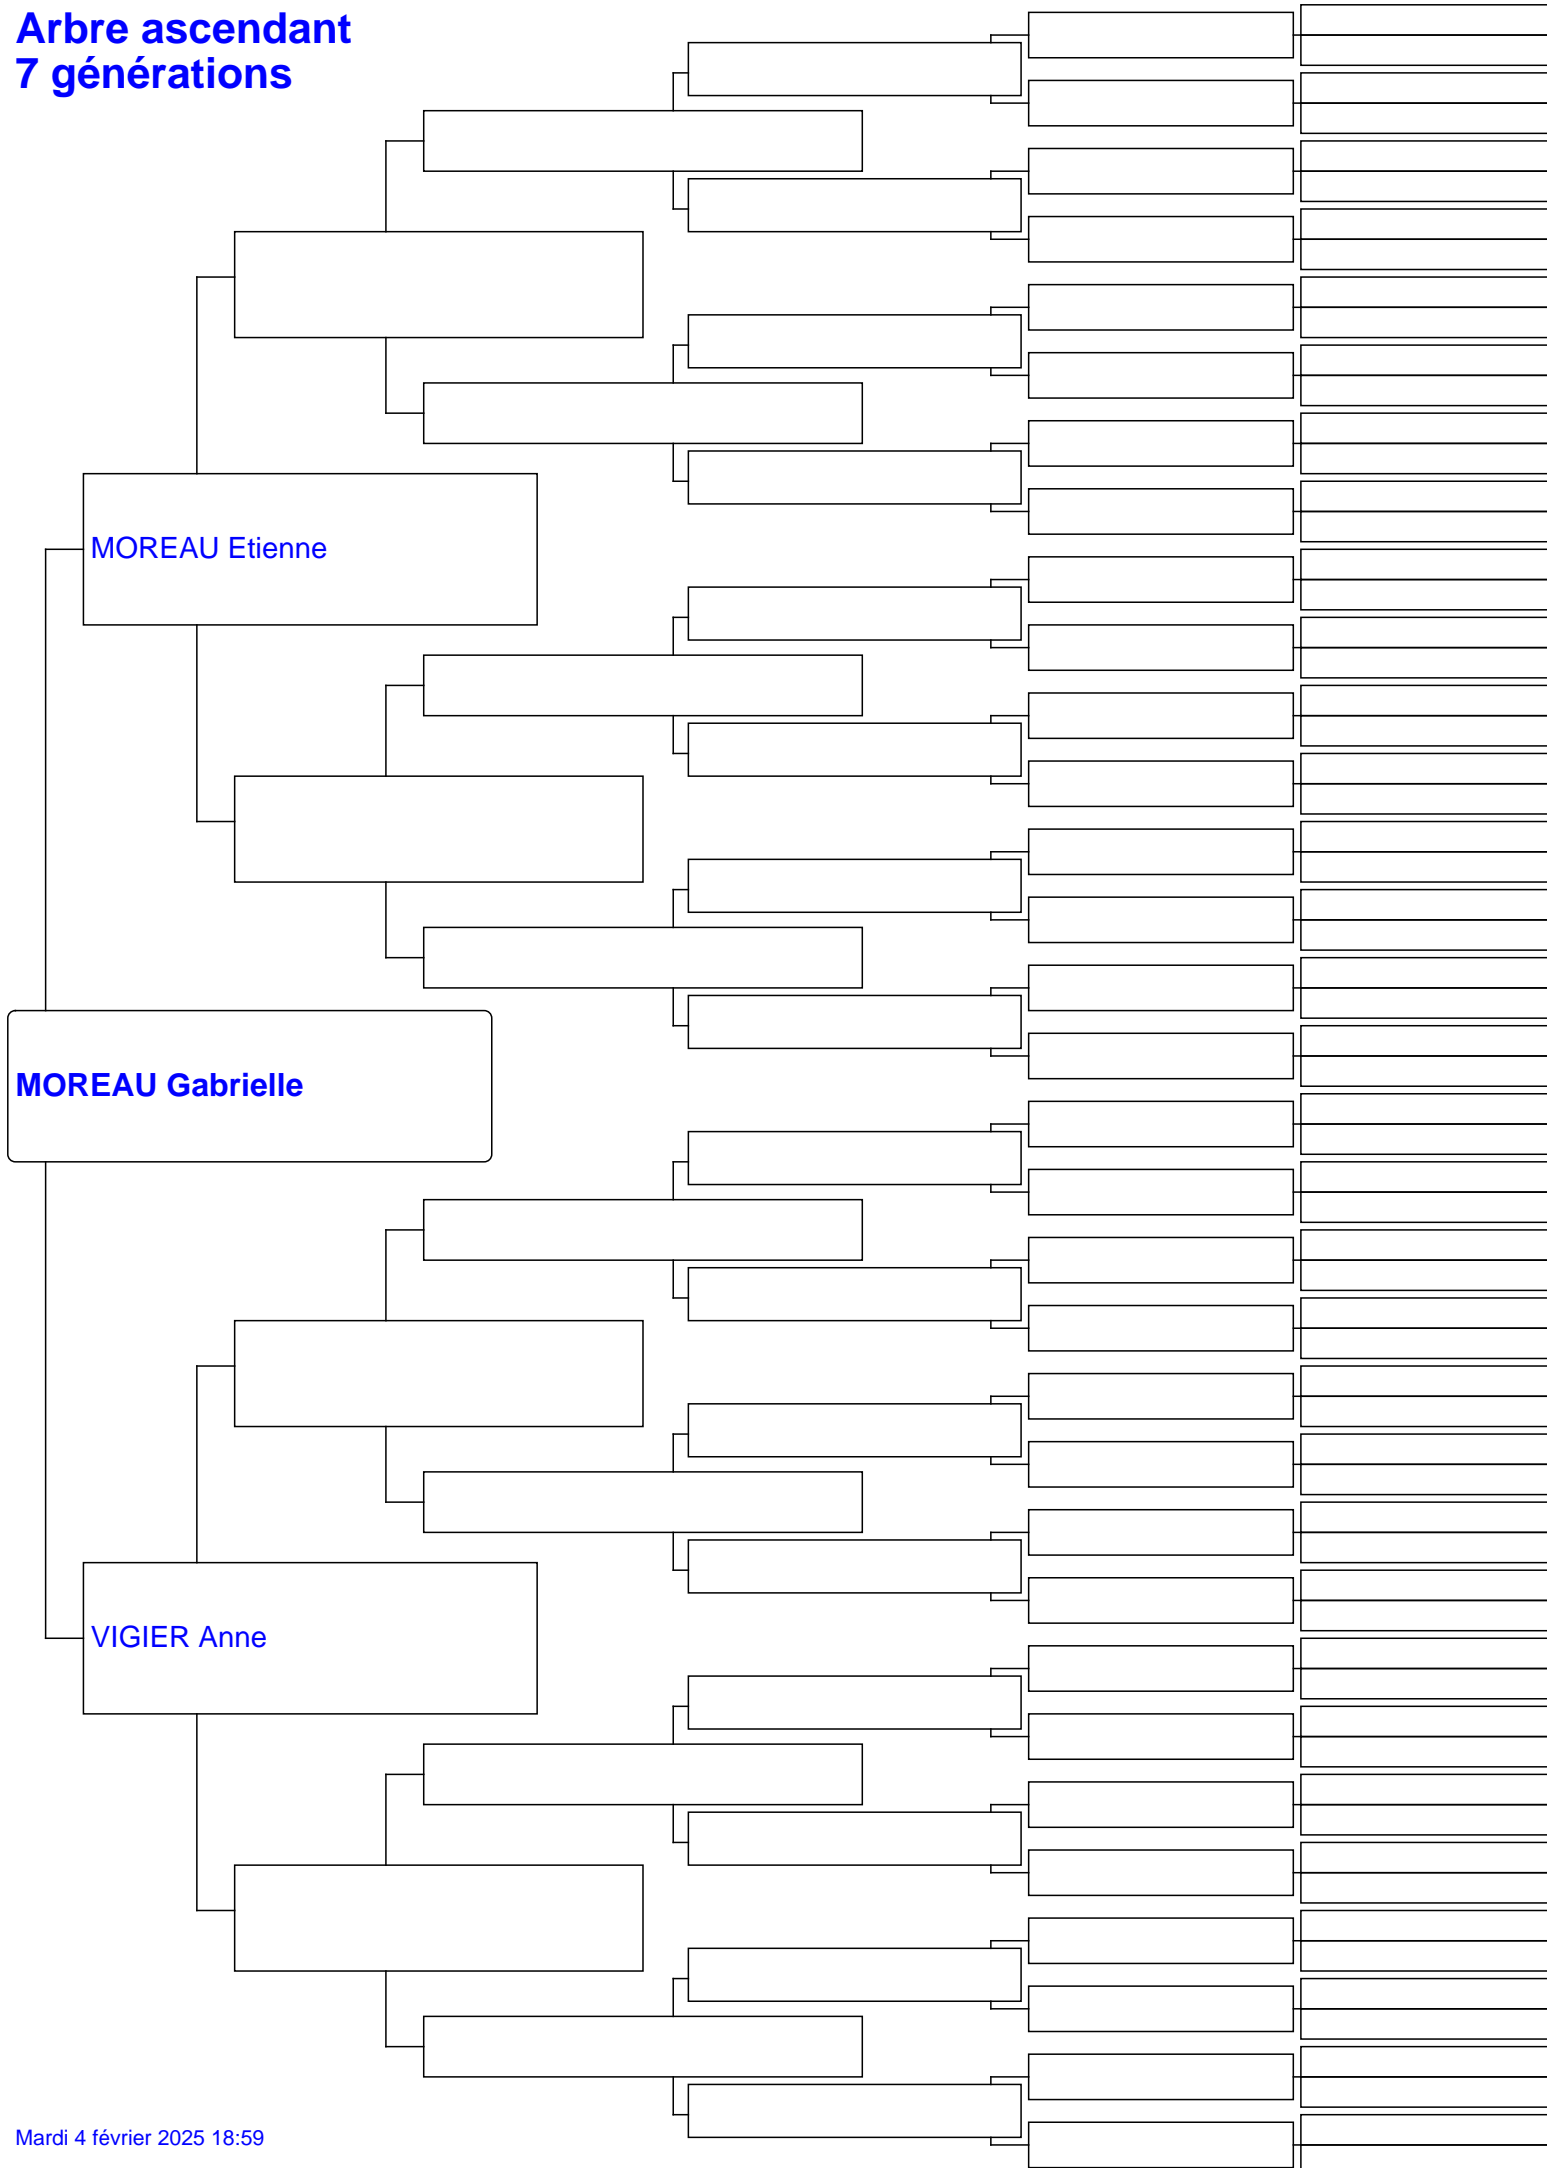 Arbre ascendant
7 générations
MOREAU Etienne
MOREAU Gabrielle
VIGIER Anne
Mardi 4 février 2025 18:59